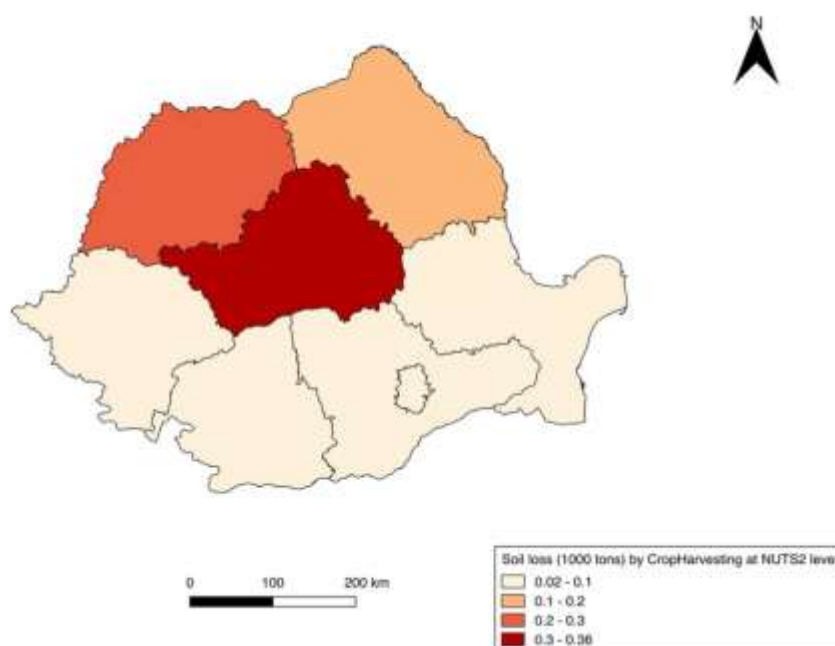 N
0 100 200 km
Soil loss (1000 tons) by CropHarvesting at NUTS2 leve
0.02 - 0.1
0.1 - 0.2
0.2 - 0.3
0.3 - 0.36